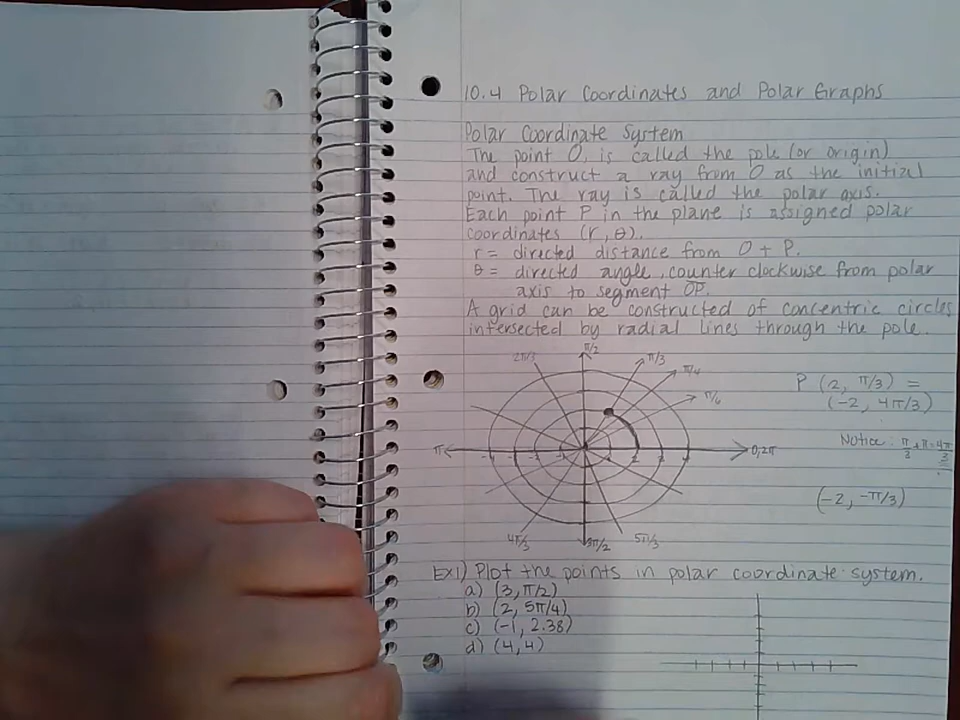 10.4 Polar Coordinates and Polar Graphs
Polar Coordinate System
The point O, is called the pole (or origin)
and construct a ray from O as the initial
point. The ray is called the polar axis.
Each point P in the plane is assigned polar
coordinates (r, θ).
r = directed distance from O + P.
θ = directed angle, counter clockwise from polar
axis to segment OP.
A grid can be constructed of concentric circles
intersected by radial lines through the pole.
π/2
2π/3
π/3
π/4
π/6
π
0,2π
4π/3
3π/2
5π/3
P (2, π/3) =
(-2, 4π/3)
Notice: π/3 + π = 4π/3
(-2, -π/3)
EX1) Plot the points in polar coordinate system.
a) (3, π/2)
b) (2, 5π/4)
c) (-1, 2.38)
d) (4,4)